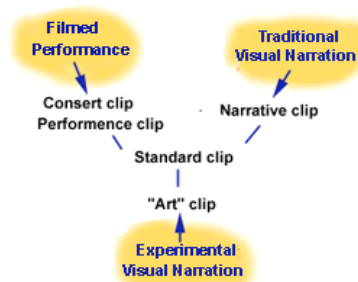 Filmed
Performance
Traditional
Visual Narration
Consert clip
Performence clip
Narrative clip
Standard clip
"Art" clip
Experimental
Visual Narration